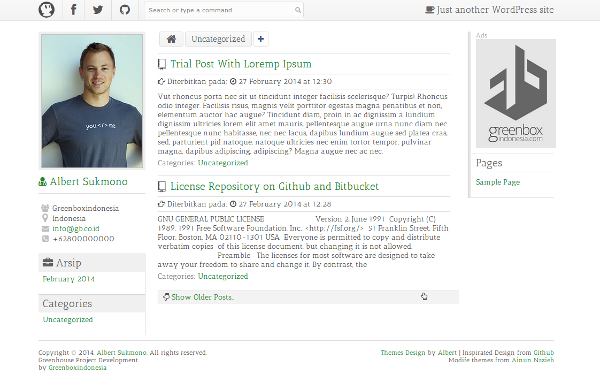 Search or type a command
Just another WordPress site
Uncategorized
+
Trial Post With Loremp Ipsum
Diterbitkan pada: 27 February 2014 at 12:30
Vut rhoncus porta nec sit ut tincidunt integer facilisis scelerisque? Turpis! Rhoncus
odio integer. Facilisis risus, magnis velit porttitor egestas magna penatibus et non,
elementum auctor hac augue? Tincidunt diam, proin in ac dignissim a lundium
dignissim ultricies lorem elit amet mauris, pellentesque augue urna nunc diam nec
pellentesque nunc habitasse, nec nec lacus, dapibus lundium augue sed platea cras,
sed, parturient pid natoque, natoque ultricies nec enim tortor tempor, pulvinar
magna, dapibus adipiscing, adipiscing? Magna augue nec ac nec.
Categories: Uncategorized
License Repository on Github and Bitbucket
Diterbitkan pada: 27 February 2014 at 12:28
GNU GENERAL PUBLIC LICENSE Version 2, June 1991 Copyright (C)
1989, 1991 Free Software Foundation, Inc., <http://fsf.org/> 51 Franklin Street, Fifth
Floor, Boston, MA 02110-1301 USA Everyone is permitted to copy and distribute
verbatim copies of this license document, but changing it is not allowed.
Preamble The licenses for most software are designed to take
away your freedom to share and change it. By contrast, the
Categories: Uncategorized
Show Older Posts.
Albert Sukmono
Greenboxindonesia
Indonesia
info@gb.co.id
+62800000000
Arsip
February 2014
Categories
Uncategorized
Ads
greenbox
indonesia.com
Pages
Sample Page
Copyright © 2014. Albert Sukmono. All rights reserved.
Greenhouse Project Development
by Greenboxindonesia
Themes Design by Albert | Inspirated Design from Github
Modife themes from Ainun Nazieb